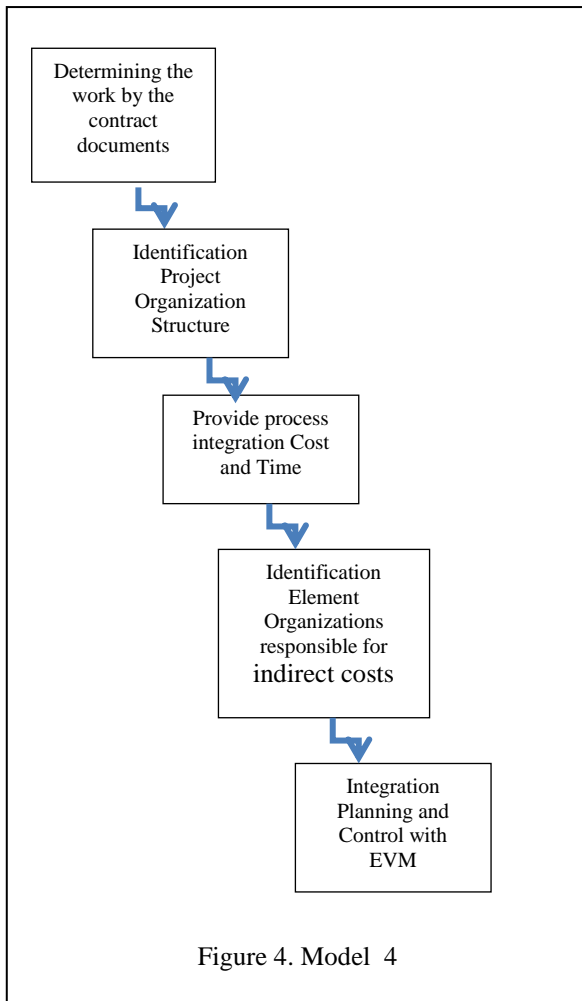 Determining the
work by the
contract
documents
Identification
Project
Organization
Structure
Provide process
integration Cost
and Time
Identification
Element
Organizations
responsible for
indirect costs
Integration
Planning and
Control with
EVM
Figure 4. Model 4